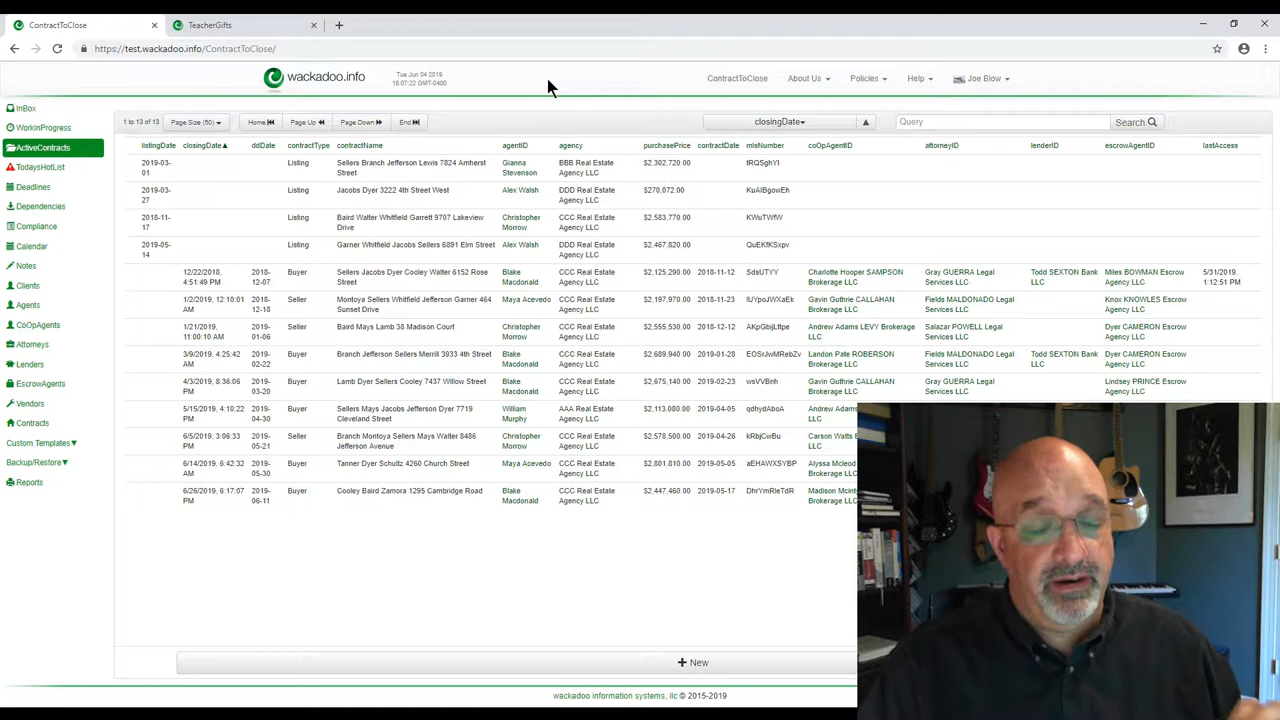 ContractToClose
TeacherGifts
https://test.wackadoo.info/ContractToClose/
wackadoo.info
Tue Jun 04 2019
18:07:22 GMT-0400
ContractToClose About Us Policies Help Joe Blow
InBox
WorkInProgress
ActiveContracts
TodaysHotList
Deadlines
Dependencies
Compliance
Calendar
Notes
Clients
Agents
CoOpAgents
Attorneys
Lenders
EscrowAgents
Vendors
Contracts
Custom Templates
Backup/Restore
Reports
1 to 13 of 13 Page Size (50) Home Page Up Page Down End closingDate Query Search
listingDate closingDate ddDate contractType contractName agentID agency purchasePrice contractDate mlsNumber coOpAgentID attorneyID lenderID escrowAgentID lastAccess
2019-03- Listing Sellers Branch Jefferson Lewis 7824 Amherst Gianna BBB Real Estate $2,302,720.00 tRQSghYI
01 Street Stevenson Agency LLC
2019-03- Listing Jacobs Dyer 3222 4th Street West Alex Walsh DDD Real Estate $270,072.00 KuAIBgowEh
27 Agency LLC
2018-11- Listing Baird Walter Whitfield Garrett 9707 Lakeview Christopher CCC Real Estate $2,583,770.00 KWuTWfW
17 Drive Morrow Agency LLC
2019-05- Listing Garner Whitfield Jacobs Sellers 6891 Elm Street Alex Walsh DDD Real Estate $2,467,820.00 QuEKfKSxpv
14 Agency LLC
12/22/2018, 2018- Buyer Sellers Jacobs Dyer Cooley Walter 6152 Rose Blake CCC Real Estate $2,125,290.00 2018-11-12 SdsUTYY Charlotte Hooper SAMPSON Gray GUERRA Legal Todd SEXTON Bank Miles BOWMAN Escrow 5/31/2019,
4:51:49 PM 12-07 Street Macdonald Agency LLC Brokerage LLC Services LLC LLC LLC 1:12:51 PM
1/2/2019, 12:10:01 2018- Seller Montoya Sellers Whitfield Jefferson Garner 464 Maya Acevedo CCC Real Estate $2,197,970.00 2018-11-23 IUYpoJWXaEk Gavin Guthrie CALLAHAN Fields MALDONADO Legal Knox KNOWLES Escrow
AM 12-18 Sunset Drive Agency LLC Brokerage LLC Services LLC LLC
1/21/2019, 2019- Seller Baird Mays Lamb 38 Madison Court Christopher CCC Real Estate $2,555,530.00 2018-12-12 Andrew Adams LEVY Brokerage Salazar POWELL Legal Dyer CAMERON Escrow
11:00:10 AM 01-06 Morrow Agency LLC LLC Services LLC LLC
3/9/2019, 4:25:42 2019- Buyer Branch Jefferson Sellers Merrill 3933 4th Street Blake CCC Real Estate $2,689,940.00 2019-01-28 EOSrJwMRebZv Landon Pate ROBERSON Fields MALDONADO Legal Todd SEXTON Bank Dyer CAMERON Escrow
AM 02-22 Macdonald Agency LLC Brokerage LLC Services LLC LLC LLC
4/3/2019, 8:36:06 2019- Buyer Lamb Dyer Sellers Cooley 7437 Willow Street Blake CCC Real Estate $2,675,140.00 2019-02-23 wsVVBnh Gavin Guthrie CALLAHAN Gray GUERRA Legal Lindsey PRINCE Escrow
PM 03-20 Macdonald Agency LLC Brokerage LLC Services LLC LLC
5/15/2019, 4:10:22 2019- Buyer Sellers Mays Jacobs Jefferson Dyer 7719 William AAA Real Estate $2,113,080.00 2019-04-05 qdhydAboA Andrew Adams
PM 04-30 Cleveland Street Murphy Agency LLC LLC
6/5/2019, 3:06:33 2019- Seller Branch Montoya Sellers Mays Walter 8486 Christopher CCC Real Estate $2,578,500.00 2019-04-26 kRbjCwBu Carson Watts
PM 05-21 Jefferson Avenue Morrow Agency LLC LLC
6/14/2019, 6:42:32 2019- Buyer Tanner Dyer Schultz 4260 Church Street Maya Acevedo CCC Real Estate $2,801,810.00 2019-05-05 aEHAWXSYBP Alyssa Mcleod
AM 05-30 Agency LLC Brokerage LLC
6/26/2019, 6:17:07 2019- Buyer Cooley Baird Zamora 1295 Cambridge Road Blake CCC Real Estate $2,447,460.00 2019-05-17 DhrYmRleTdR Madison
PM 06-11 Macdonald Agency LLC Brokerage LLC
New
wackadoo information systems, llc © 2015-2019